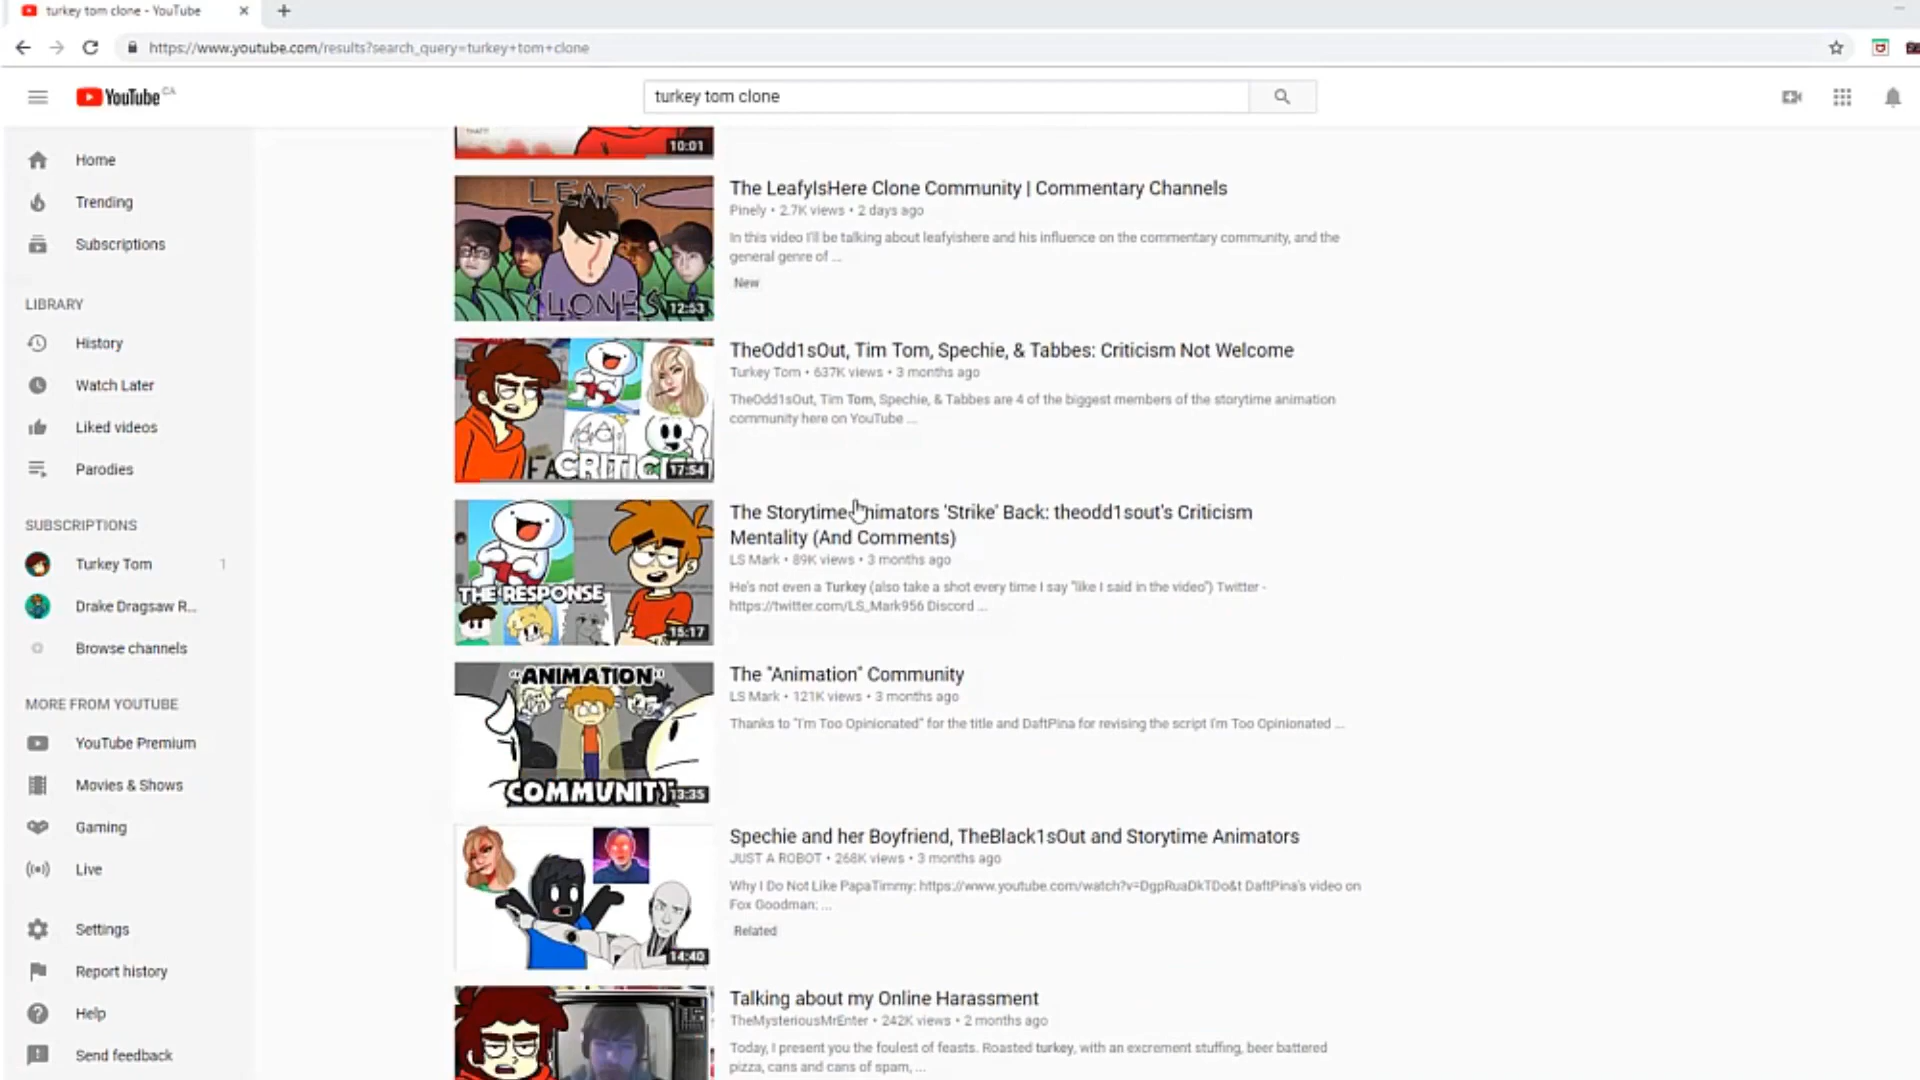 turkey tom clone - YouTube
https://www.youtube.com/results?search_query=turkey+tom+clone
YouTube CA
turkey tom clone
Home
Trending
Subscriptions
LIBRARY
History
Watch Later
Liked videos
Parodies
SUBSCRIPTIONS
Turkey Tom 1
Drake Dragsaw R...
Browse channels
MORE FROM YOUTUBE
YouTube Premium
Movies & Shows
Gaming
Live
Settings
Report history
Help
Send feedback
10:01
LEAFY
CLONES
12:53
The LeafyIsHere Clone Community | Commentary Channels
Pinely • 2.7K views • 2 days ago
In this video I'll be talking about leafyishere and his influence on the commentary community, and the
general genre of ...
New
CRITICI
17:54
TheOdd1sOut, Tim Tom, Spechie, & Tabbes: Criticism Not Welcome
Turkey Tom • 637K views • 3 months ago
TheOdd1sOut, Tim Tom, Spechie, & Tabbes are 4 of the biggest members of the storytime animation
community here on YouTube ...
THE RESPONSE
15:17
The Storytime Animators 'Strike' Back: theodd1sout's Criticism
Mentality (And Comments)
LS Mark • 89K views • 3 months ago
He's not even a Turkey (also take a shot every time I say "like I said in the video") Twitter -
https://twitter.com/LS_Mark956 Discord ...
"ANIMATION"
COMMUNITY
13:35
The "Animation" Community
LS Mark • 121K views • 3 months ago
Thanks to "I'm Too Opinionated" for the title and DaftPina for revising the script I'm Too Opinionated ...
14:40
Spechie and her Boyfriend, TheBlack1sOut and Storytime Animators
JUST A ROBOT • 268K views • 3 months ago
Why I Do Not Like PapaTimmy: https://www.youtube.com/watch?v=DgpRuaDkTDo&t DaftPina's video on
Fox Goodman: ...
Related
Talking about my Online Harassment
TheMysteriousMrEnter • 242K views • 2 months ago
Today, I present you the foulest of feasts. Roasted turkey, with an excrement stuffing, beer battered
pizza, cans and cans of spam, ...